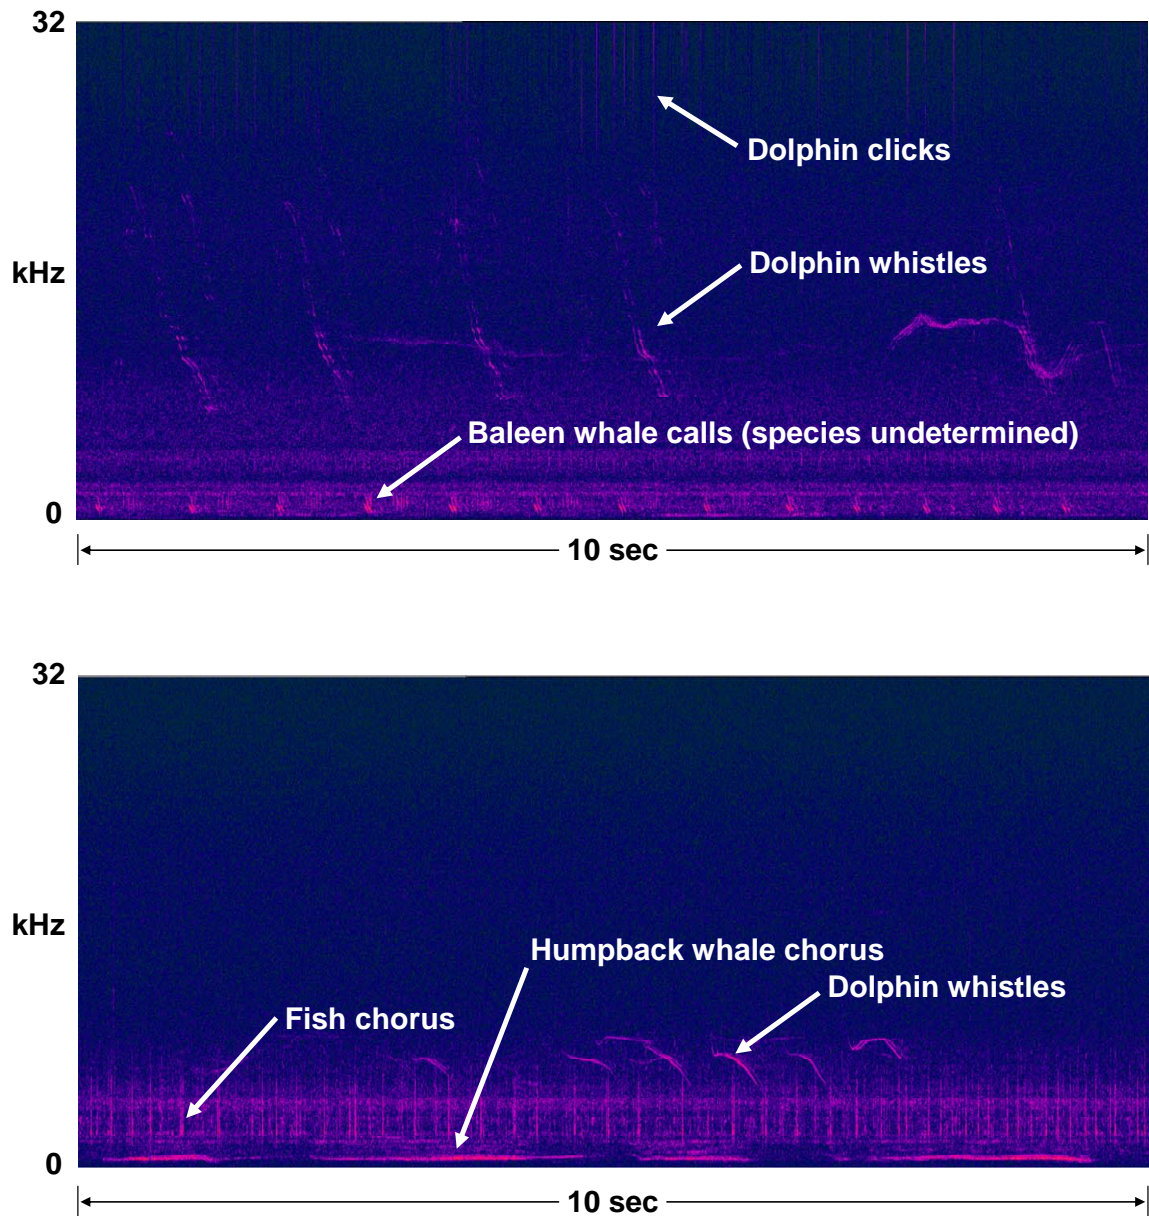 32
Dolphin clicks
kHz
Dolphin whistles
Baleen whale calls (species undetermined)
0
10 sec
32
kHz
Humpback whale chorus
Dolphin whistles
Fish chorus
0
10 sec